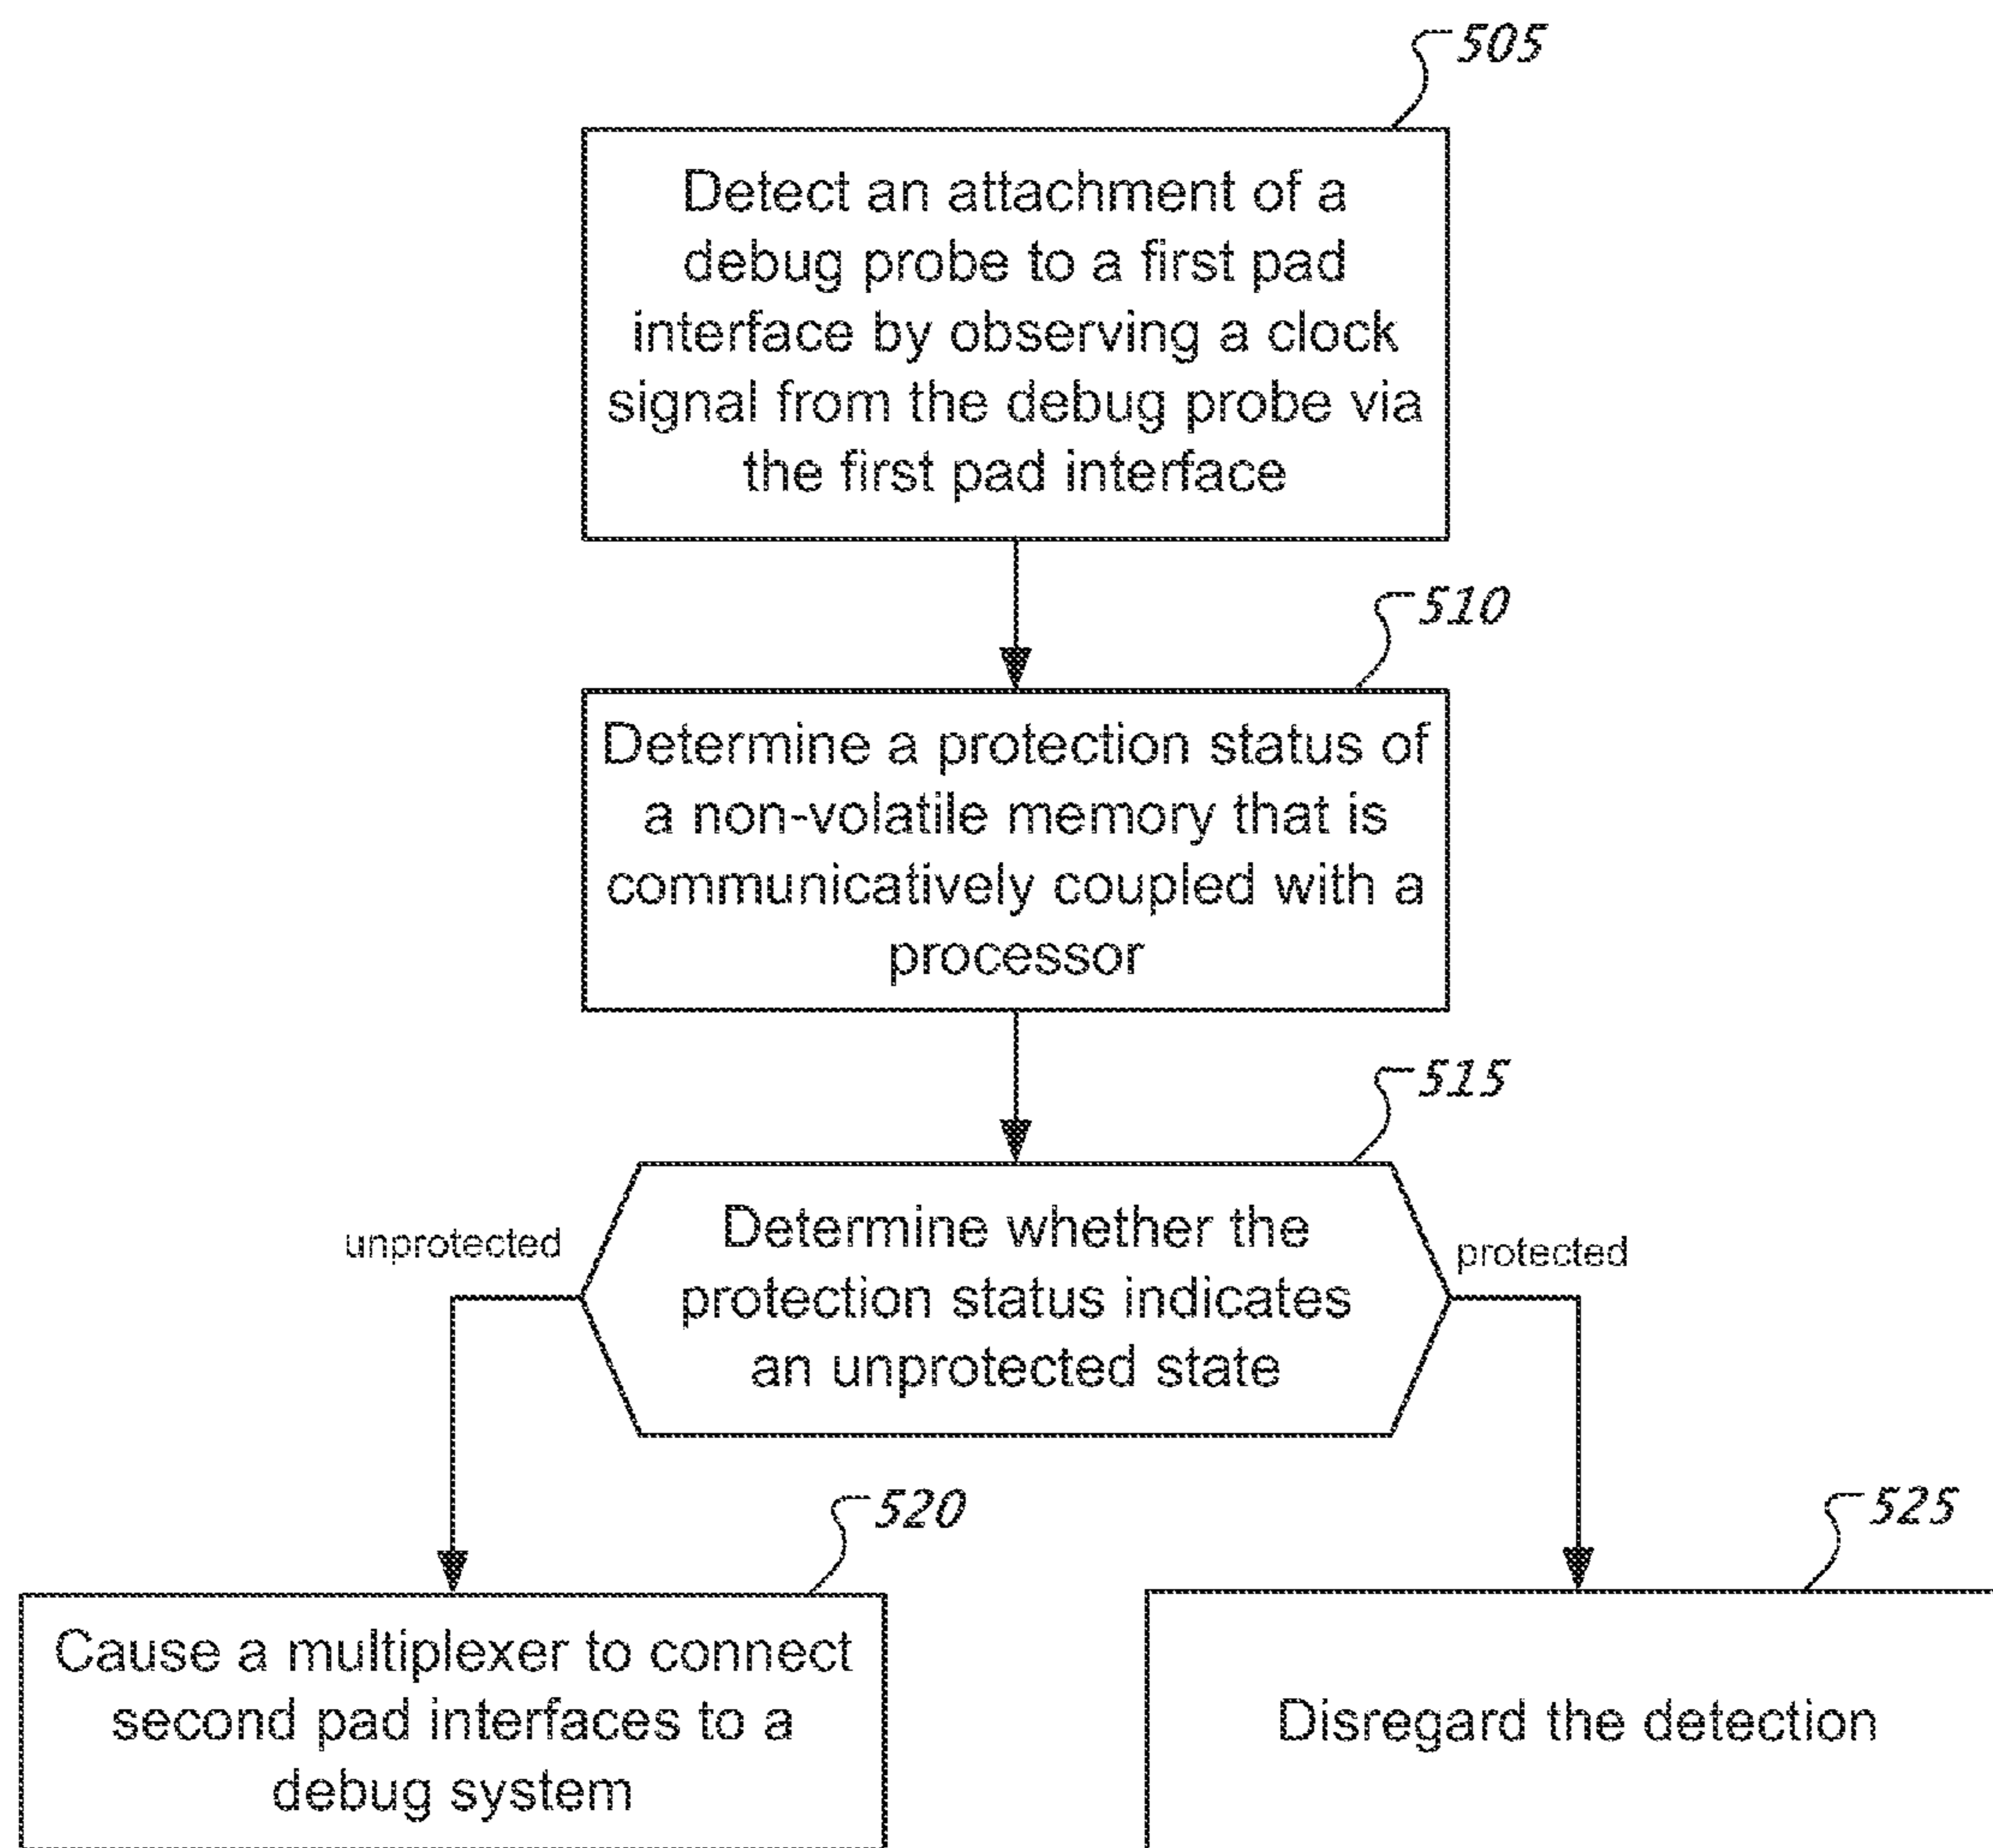 505
Detect an attachment of a
debug probe to a first pad
interface by observing a clock
signal from the debug probe via
the first pad interface
510
Determine a protection status of
a non-volatile memory that is
communicatively coupled with a
processor
515
Determine whether the
protection status indicates
an unprotected state
unprotected
protected
520
Cause a multiplexer to connect
second pad interfaces to a
debug system
525
Disregard the detection